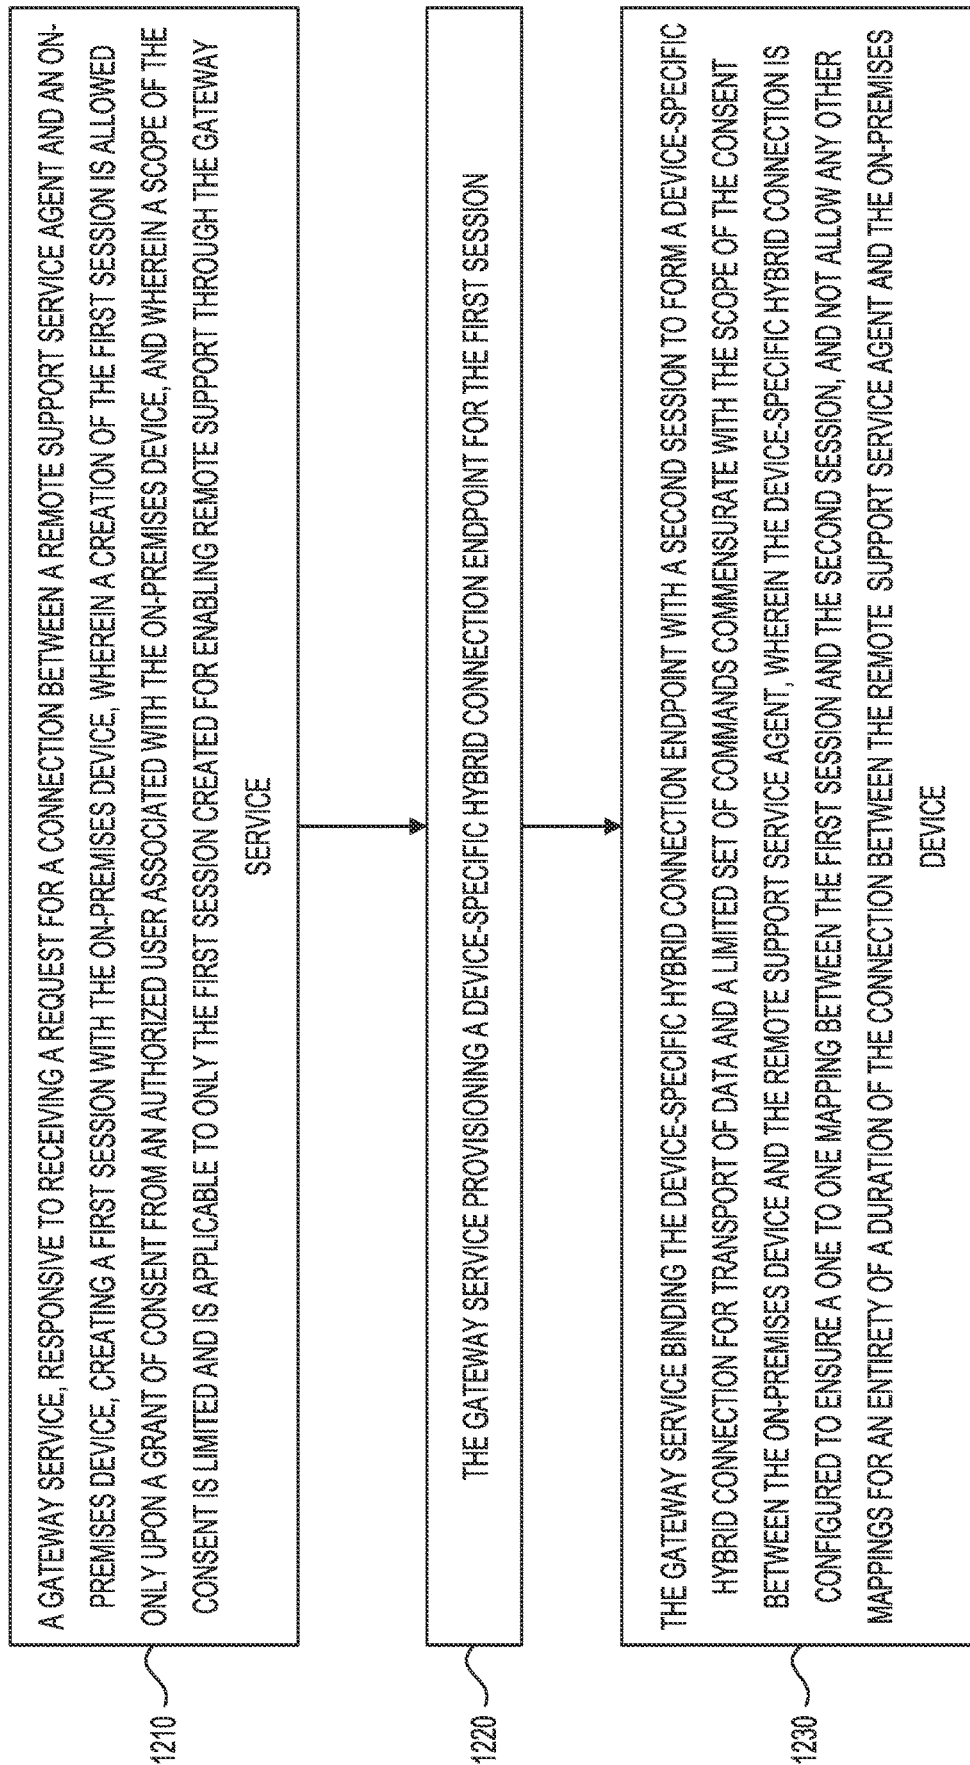 A GATEWAY SERVICE, RESPONSIVE TO RECEIVING A REQUEST FOR A CONNECTION BETWEEN A REMOTE SUPPORT SERVICE AGENT AND AN ON-
PREMISES DEVICE, CREATING A FIRST SESSION WITH THE ON-PREMISES DEVICE, WHEREIN A CREATION OF THE FIRST SESSION IS ALLOWED
ONLY UPON A GRANT OF CONSENT FROM AN AUTHORIZED USER ASSOCIATED WITH THE ON-PREMISES DEVICE, AND WHEREIN A SCOPE OF THE
CONSENT IS LIMITED AND IS APPLICABLE TO ONLY THE FIRST SESSION CREATED FOR ENABLING REMOTE SUPPORT THROUGH THE GATEWAY
SERVICE
1210
THE GATEWAY SERVICE PROVISIONING A DEVICE-SPECIFIC HYBRID CONNECTION ENDPOINT FOR THE FIRST SESSION
1220
THE GATEWAY SERVICE BINDING THE DEVICE-SPECIFIC HYBRID CONNECTION ENDPOINT WITH A SECOND SESSION TO FORM A DEVICE-SPECIFIC
HYBRID CONNECTION FOR TRANSPORT OF DATA AND A LIMITED SET OF COMMANDS COMMENSURATE WITH THE SCOPE OF THE CONSENT
BETWEEN THE ON-PREMISES DEVICE AND THE REMOTE SUPPORT SERVICE AGENT, WHEREIN THE DEVICE-SPECIFIC HYBRID CONNECTION IS
CONFIGURED TO ENSURE A ONE TO ONE MAPPING BETWEEN THE FIRST SESSION AND THE SECOND SESSION, AND NOT ALLOW ANY OTHER
MAPPINGS FOR AN ENTIRETY OF A DURATION OF THE CONNECTION BETWEEN THE REMOTE SUPPORT SERVICE AGENT AND THE ON-PREMISES
DEVICE
1230